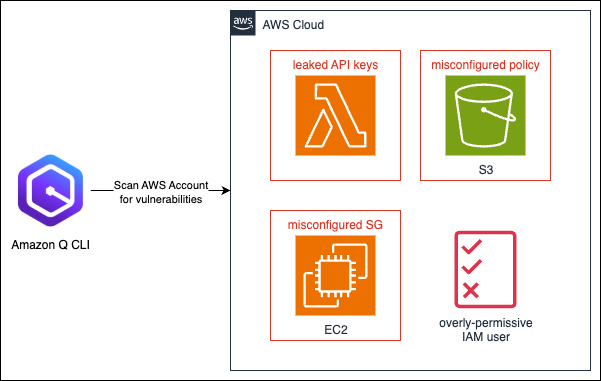 aws
AWS Cloud
leaked API keys
misconfigured policy
S3
Scan AWS Account
for vulnerabilities
Amazon Q CLI
misconfigured SG
EC2
overly-permissive
IAM user